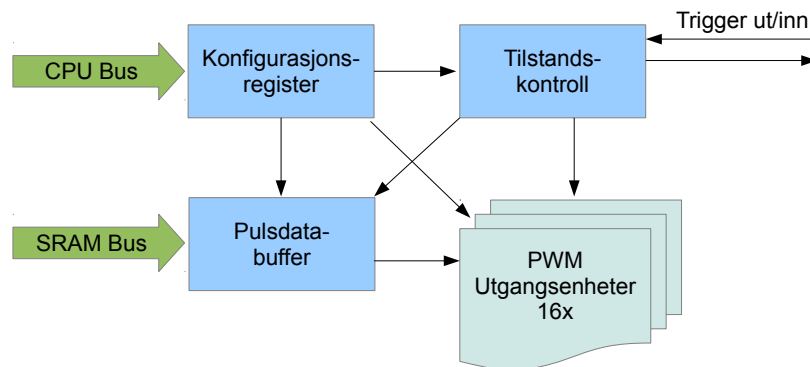 Trigger ut/inn
CPU Bus
Konfigurasjons-
register
Tilstands-
kontroll
SRAM Bus
Pulsdata-
buffer
PWM
Utgangsenheter
16x